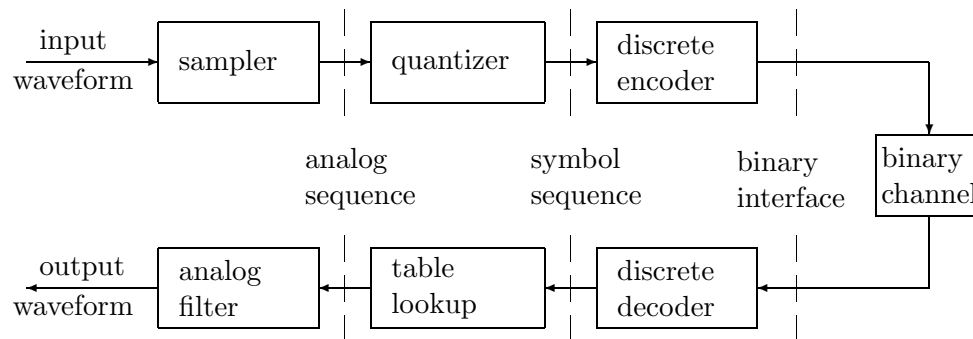 input
waveform
sampler
quantizer
discrete
encoder
analog
sequence
symbol
sequence
binary
interface
binary
channel
output
waveform
analog
filter
table
lookup
discrete
decoder